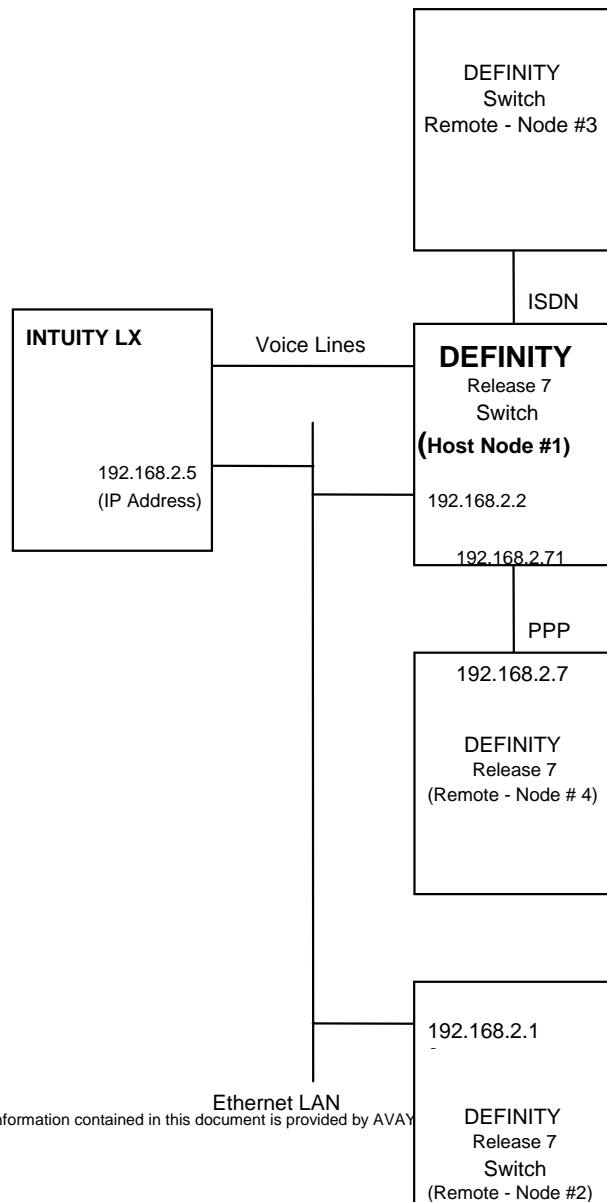 DEFINITY
Switch
Remote - Node #3
ISDN
INTUITY LX
192.168.2.5
(IP Address)
Voice Lines
DEFINITY
Release 7
Switch
(Host Node #1)
192.168.2.2
192.168.2.71
PPP
192.168.2.7
DEFINITY
Release 7
(Remote - Node # 4)
192.168.2.1
Ethernet LAN
nformation contained in this document is provided by AVAY
DEFINITY
Release 7
Switch
(Remote - Node #2)